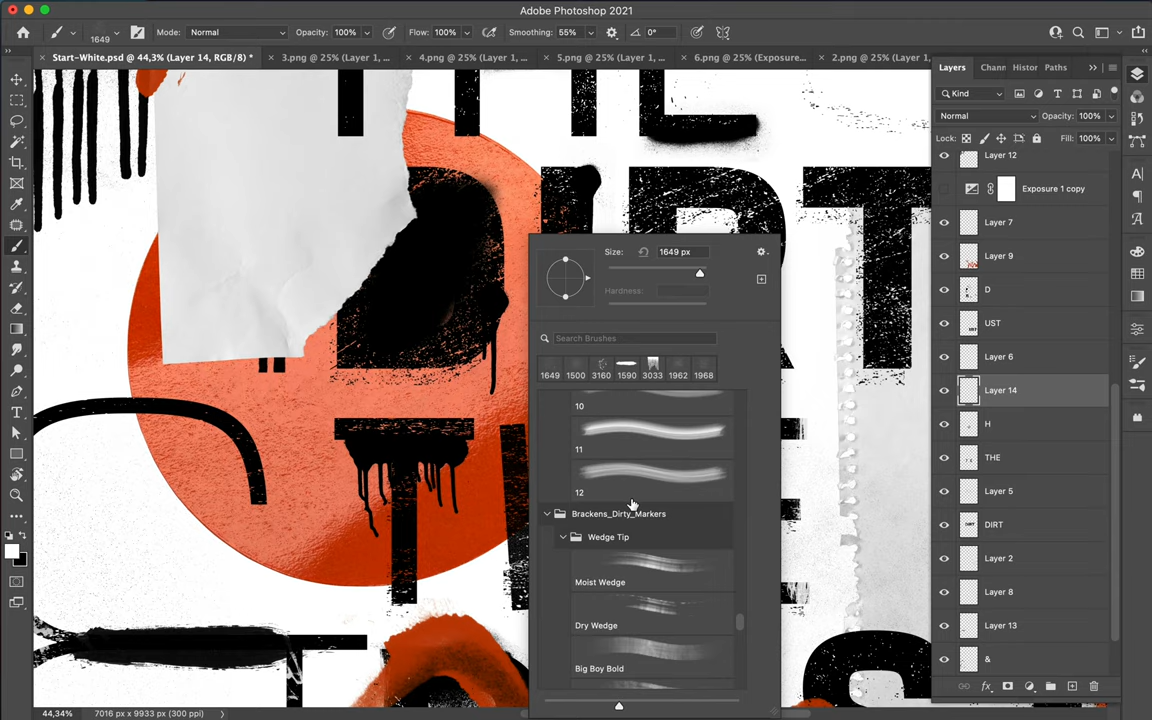 Adobe Photoshop 2021
1649 Mode: Normal Opacity: 100% Flow: 100% Smoothing: 55% 0°
Start-White.psd @ 44,3% (Layer 14, RGB/8) * 3.png @ 25% (Layer 1, ... 4.png @ 25% (Layer 1, ... 5.png @ 25% (Layer 1, ... 6.png @ 25% (Exposure... 2.png @ 25% (Layer 1,
Layers Chann Histor Paths
Kind
Normal Opacity: 100%
Lock: Fill: 100%
Layer 12
Exposure 1 copy
Layer 7
Layer 9
D
UST
Layer 6
Layer 14
H
THE
Layer 5
DIRT
Layer 2
Layer 8
Layer 13
&
Size: 1649 px
Hardness:
Search Brushes
1649 1500 3160 1590 3033 1962 1968
10
11
12
Brackens_Dirty_Markers
Wedge Tip
Moist Wedge
Dry Wedge
Big Boy Bold
44,34% 7016 px x 9933 px (300 ppi)